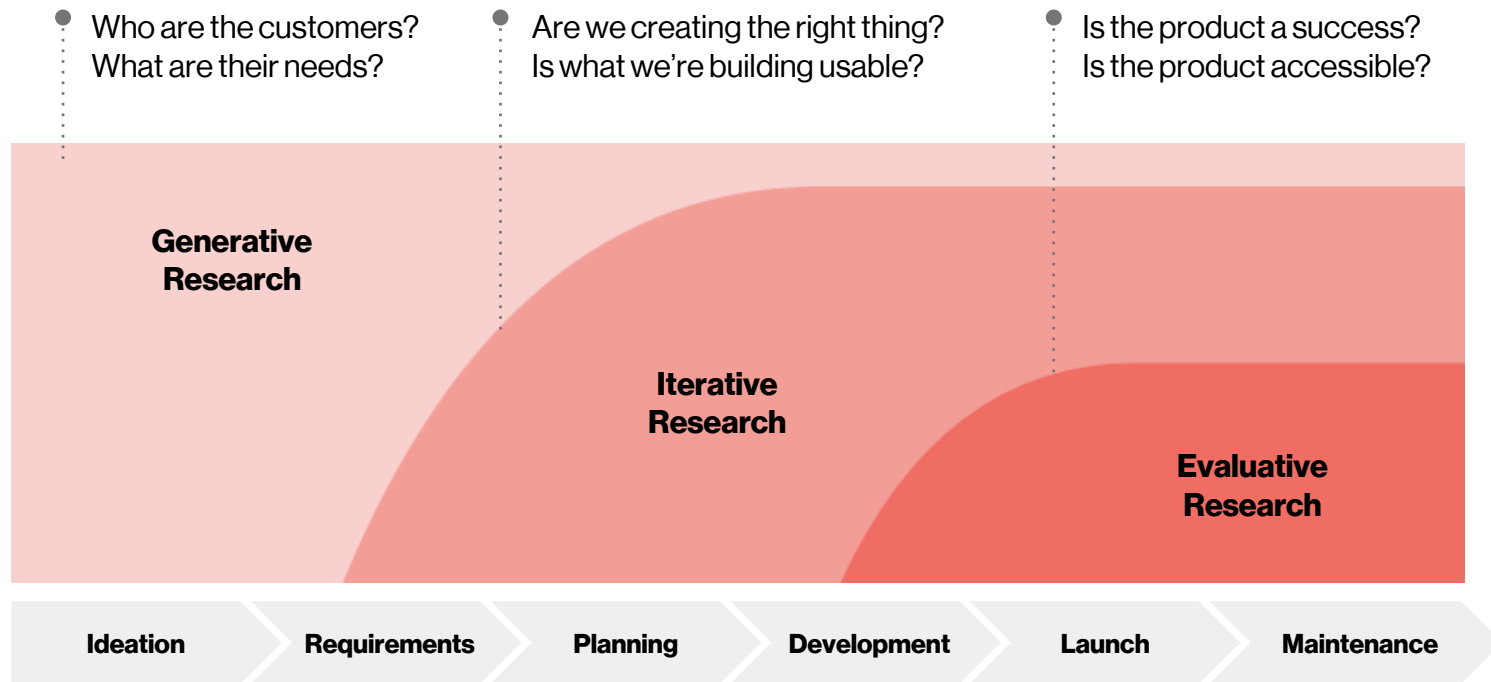 Who are the customers?
What are their needs?
Are we creating the right thing?
Is what we’re building usable?
Is the product a success?
Is the product accessible?
Generative
Research
Iterative
Research
Evaluative
Research
Ideation
Requirements
Planning
Development
Launch
Maintenance